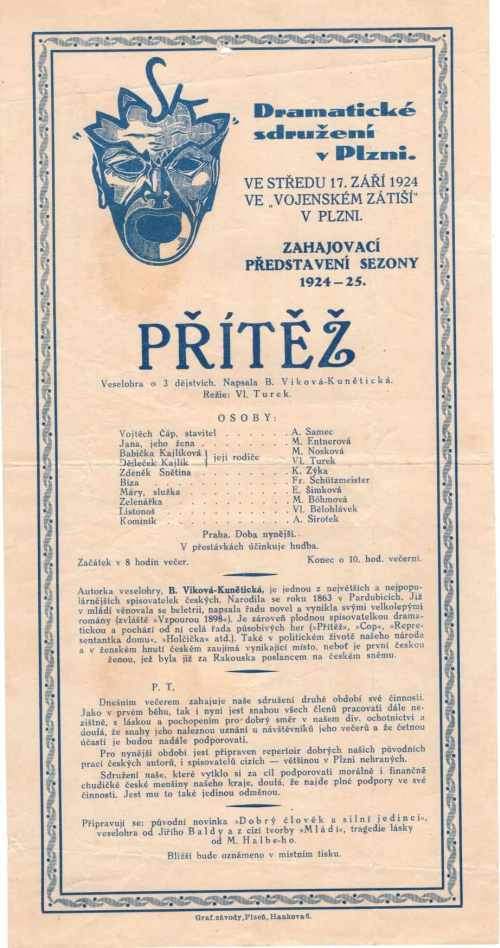 Dramatické
sdružení
v Plzni.
VE STŘEDU 17. ZÁŘÍ 1924
VE „VOJENSKÉM ZÁTIŠÍ"
V PLZNI.
ZAHAJOVACÍ
PŘEDSTAVENÍ SEZONY
1924–25.
PŘÍTĚŽ
Veselohra o 3 dějstvích. Napsala B. Viková-Kunětická.
Režie: Vl. Turek.
OSOBY:
Vojtěch Čáp, stavitel . . . . . . . A. Samec
Jana, jeho žena . . . . . . . . M. Entnerová
Babička Kajlíková } její rodiče . . . . M. Nosková
Dědeček Kajlík . . . . Vl. Turek
Zdeněk Snětina . . . . . . . . K. Zýka
Bíza . . . . . . . . Fr. Schützmeister
Máry, služka . . . . . . . . E. Šimková
Zelenářka . . . . . . . . M. Böhmová
Listonoš . . . . . . . . Vl. Bělohlávek
Kominík . . . . . . . . A. Sirotek
Praha. Doba nynější.
V přestávkách účinkuje hudba.
Začátek v 8 hodin večer. Konec o 10. hod. večerní.
Autorka veselohry, B. Viková-Kunětická, je jednou z největších a nejpopu-
lárnějších spisovatelek českých. Narodila se roku 1863 v Pardubicích. Již
v mládí věnovala se beletrii, napsala řadu novel a vynikla svými velkolepými
romány (zvláště »Vzpourou 1898«). Je zároveň plodnou spisovatelkou drama-
tickou a pochází od ní celá řada působivých her (»Přítěž«, »Cop«, »Repre-
sentantka domu«, »Holčička« atd.). Také v politickém životě našeho národa
a v ženském hnutí českém zaujímá vynikající místo, neboť je první českou
ženou, jež byla již za Rakouska poslancem na českém sněmu.
P. T.
Dnešním večerem zahajuje naše sdružení druhé období své činnosti.
Jako v prvém běhu, tak i nyní jest snahou všech členů pracovati dále ne-
zištně, s láskou a pochopením pro dobrý směr v našem div. ochotnictví a
doufá, že snahy jeho naleznou uznání u návštěvníků jeho večerů a že četnou
účastí je budou nadále podporovati.
Pro nynější období jest připraven repertoir dobrých našich původních
prací českých autorů, i spisovatelů cizích — většinou v Plzni nehraných.
Sdružení naše, které vytklo si za cíl podporovati morálně i finančně
chudičké české menšiny našeho kraje, doufá, že najde plné podpory ve své
činnosti. Jest mu to také jedinou odměnou.
Připravují se: původní novinka »Dobrý člověk a silní jedinci«,
veselohra od Jiřího Baldy a z cizí tvorby »Mládí«, tragedie lásky
od M. Halbe-ho.
Bližší bude oznámeno v místním tisku.
Graf. závody, Plzeň, Hankova 6.